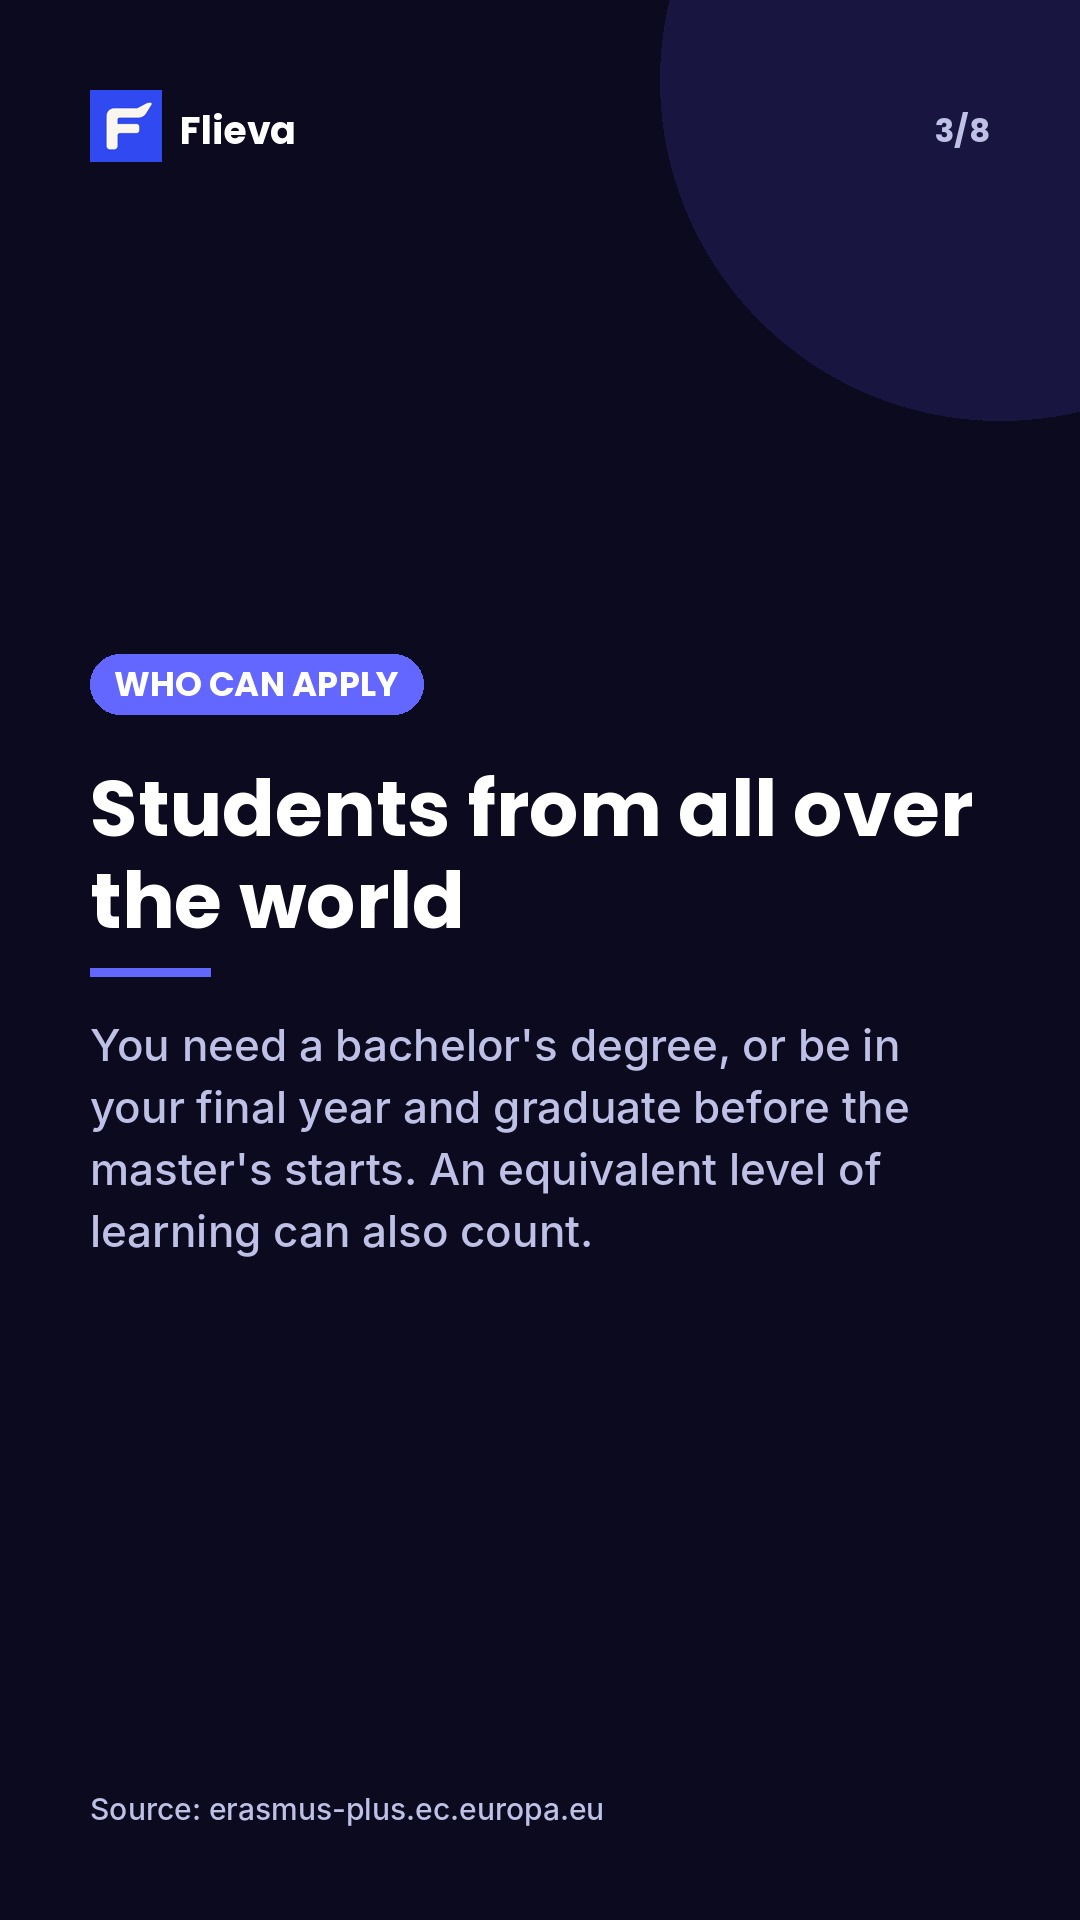 Flieva
3/8
WHO CAN APPLY
Students from all over
the world
You need a bachelor's degree, or be in
your final year and graduate before the
master's starts. An equivalent level of
learning can also count.
Source: erasmus-plus.ec.europa.eu